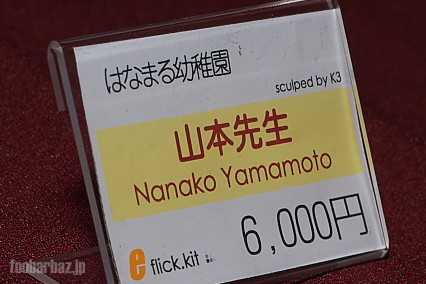 はなまる幼稚園
sculped by K3
山本先生
Nanako Yamamoto
e flick.kit
6,000円
foobarbaz.jp